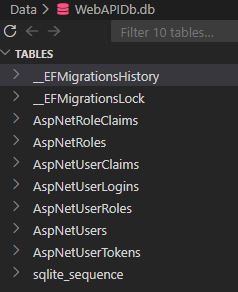 Data > WebAPIDb.db
Filter 10 tables...
TABLES
__EFMigrationsHistory
__EFMigrationsLock
AspNetRoleClaims
AspNetRoles
AspNetUserClaims
AspNetUserLogins
AspNetUserRoles
AspNetUsers
AspNetUserTokens
sqlite_sequence